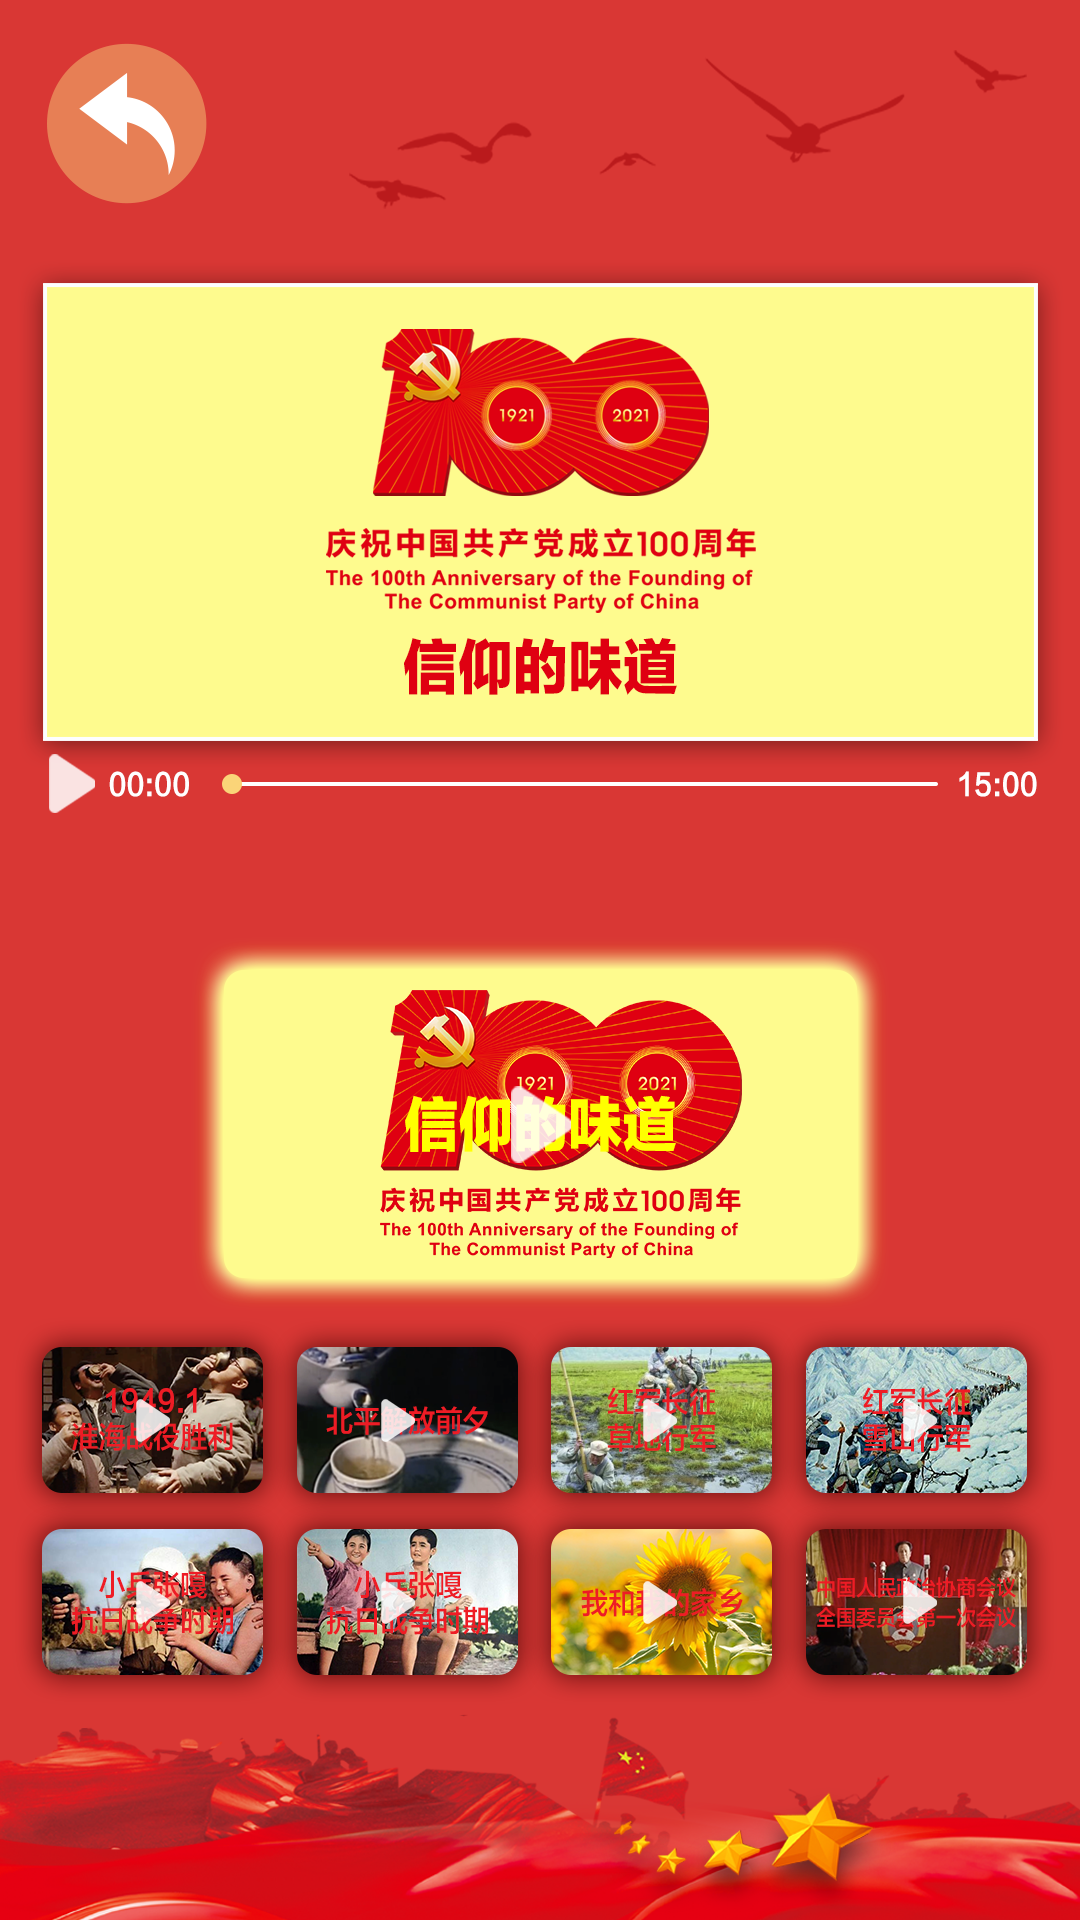 1921
2021
庆祝中国共产党成立100周年
The 100th Anniversary of the Founding of
The Communist Party of China
信仰的味道
00:00
15:00
1921
2021
信仰的味道
庆祝中国共产党成立100周年
The 100th Anniversary of the Founding of
The Communist Party of China
1949.1
淮海战役胜利
北平解放前夕
红军长征
草地行军
红军长征
雪山行军
小兵张嘎
抗日战争时期
小兵张嘎
抗日战争时期
我和我的家乡
中国人民政治协商会议
全国委员会第一次会议